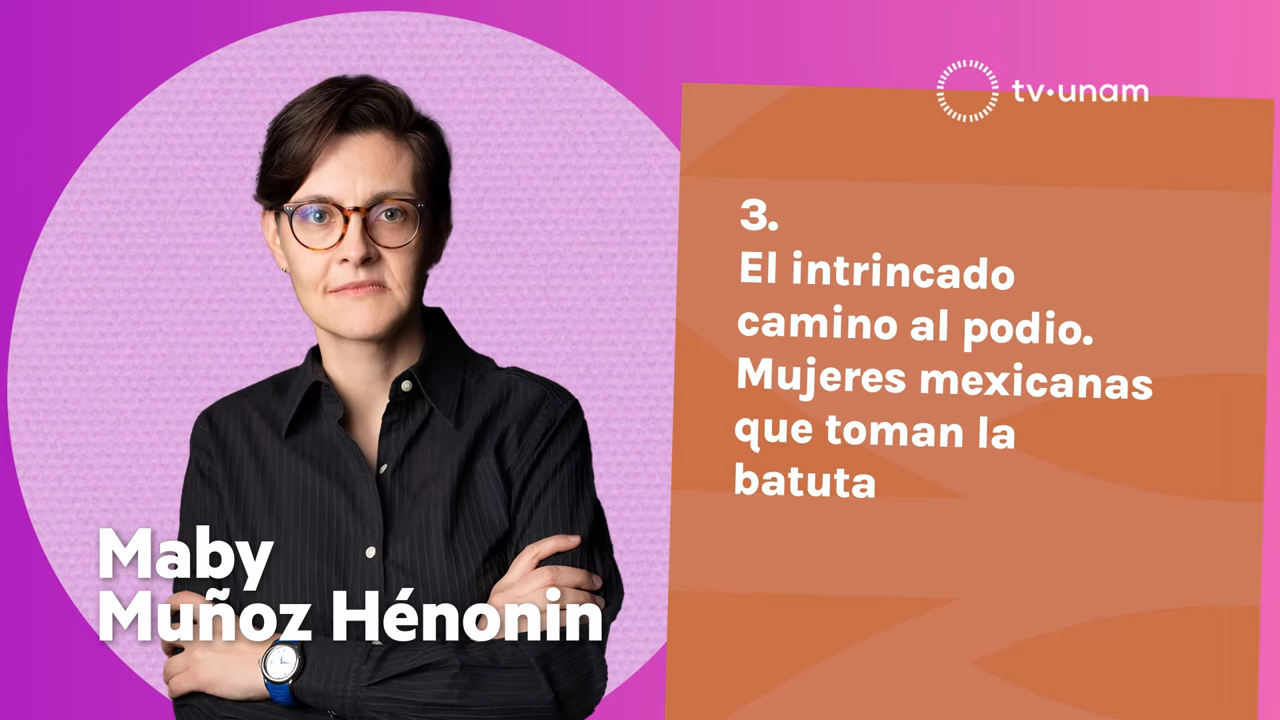 tv·unam
3.
El intrincado
camino al podio.
Mujeres mexicanas
que toman la
batuta
Maby
Muñoz Hénonin